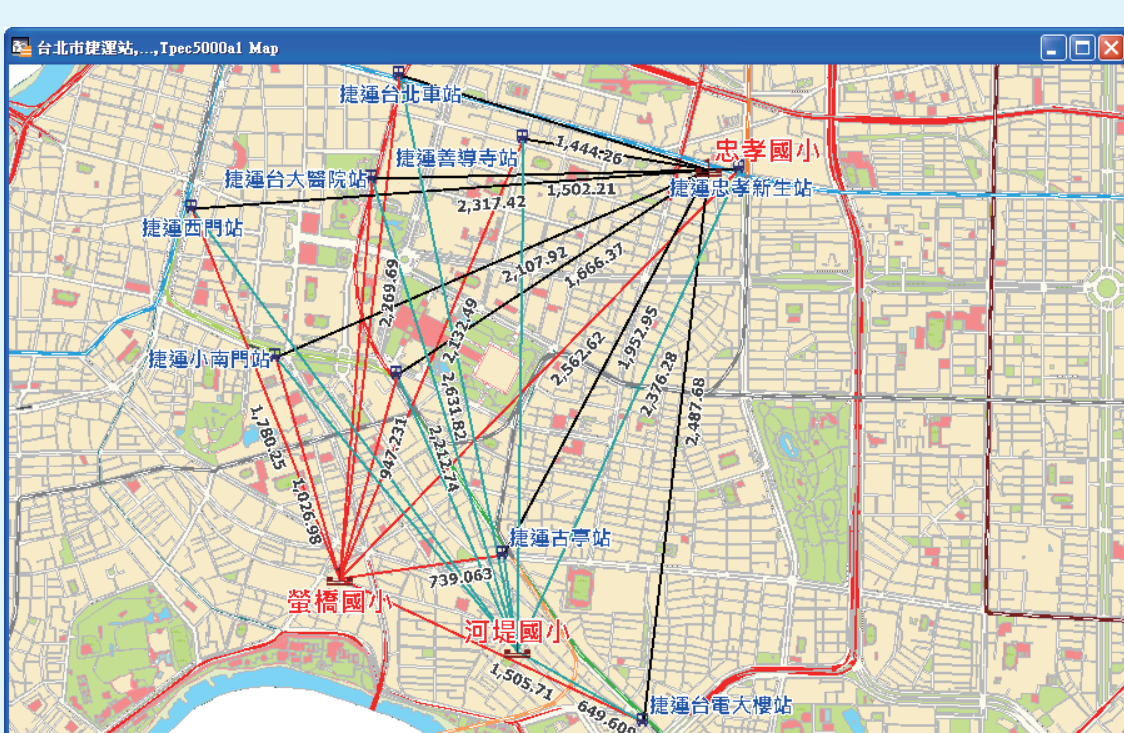 台北市捷運站,...,Tpec5000a1 Map
捷運台北車站
1,444.26
忠孝國小
捷運善導寺站
捷運台大醫院站
1,502.21
捷運忠孝新生站
2,317.42
捷運西門站
2,107.92
1,666.37
2,269.69
2,132.49
1,952.95
捷運小南門站
2,562.62
2,376.28
2,631.82
2,487.68
1,780.25
947.231
2,212.74
1,026.98
捷運古亭站
739.063
螢橋國小
河堤國小
1,505.71
捷運台電大樓站
649.609